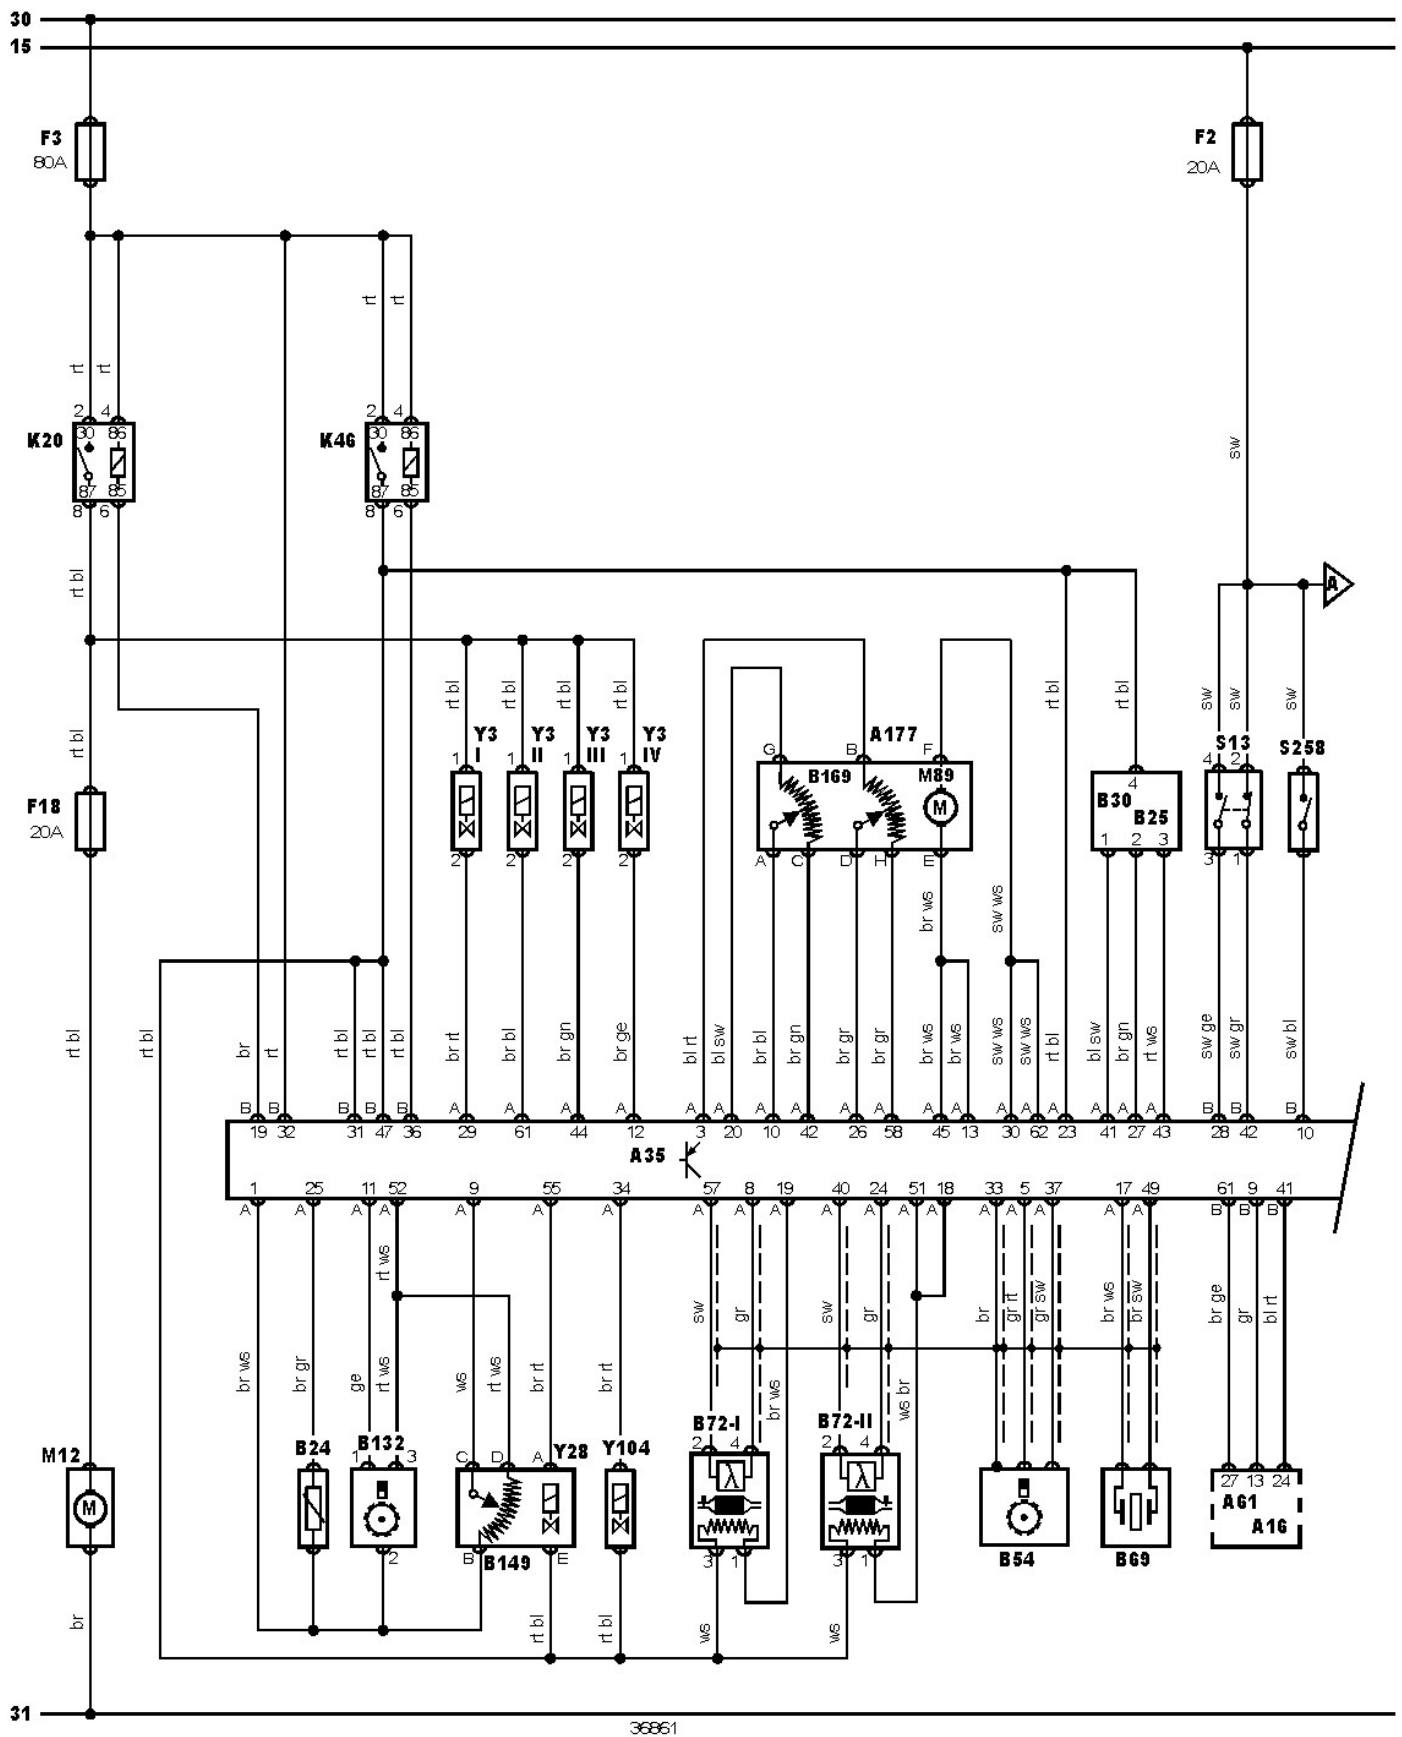 30
15
F3
80A
F2
20A
rt rt
rt rt
sw
2 4
30 86
K20
87 85
8 6
2 4
30 86
K46
87 85
8 6
rt bl
A
rt bl
rt bl rt bl rt bl rt bl
rt bl rt bl
sw sw sw
Y3 I
Y3 II
Y3 III
Y3 IV
1 1 1 1
2 2 2 2
A177
G B F
B169 M89
M
A C D H E
4
B30
B25
1 2 3
S13
4 2
3 1
S258
F18
20A
br ws sw ws
rt bl rt bl br rt rt bl rt bl rt bl br rt br bl br gn br ge bl rt bl sw br bl br gn br gr br gr br ws br ws sw ws sw ws rt bl bl sw br gn rt ws sw ge sw gr sw bl
B B B B B A A A A A A A A A A A A A A A A A A B B B
19 32 31 47 36 29 61 44 12 3 20 10 42 26 58 45 13 30 62 23 41 27 43 28 42 10
A35
1 25 11 52 9 55 34 57 8 19 40 24 51 18 33 5 37 17 49 61 9 41
A A A A A A A A A A A A A A A A A A A B B B
rt ws
sw gr sw gr br gr rt gr sw br ws br sw br ge gr bl rt
br ws br gr ge rt ws ws rt ws br rt br rt br ws ws br
M12
M
B24
B132
1 3
2
C D A
Y28
B B149 E
Y104
B72-I
2 4
λ
+
3 1
B72-II
2 4
λ
+
3 1
B54
B69
27 13 24
A61
A16
br rt bl rt bl ws ws
31
36861